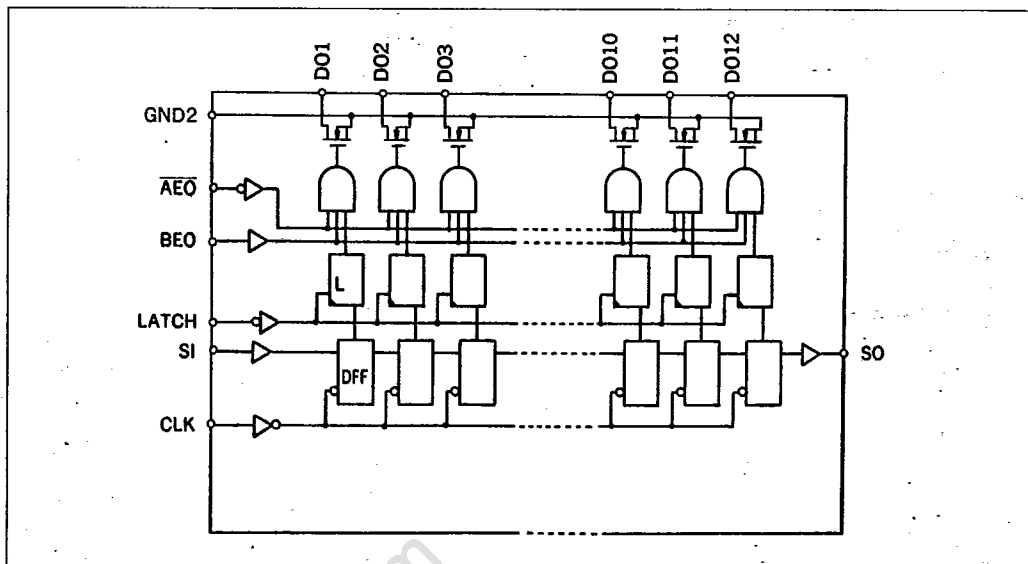 DO1 DO2 DO3 DO10 DO11 DO12
GND2
AEO
BEO
L
LATCH
SI
SO
DFF
CLK